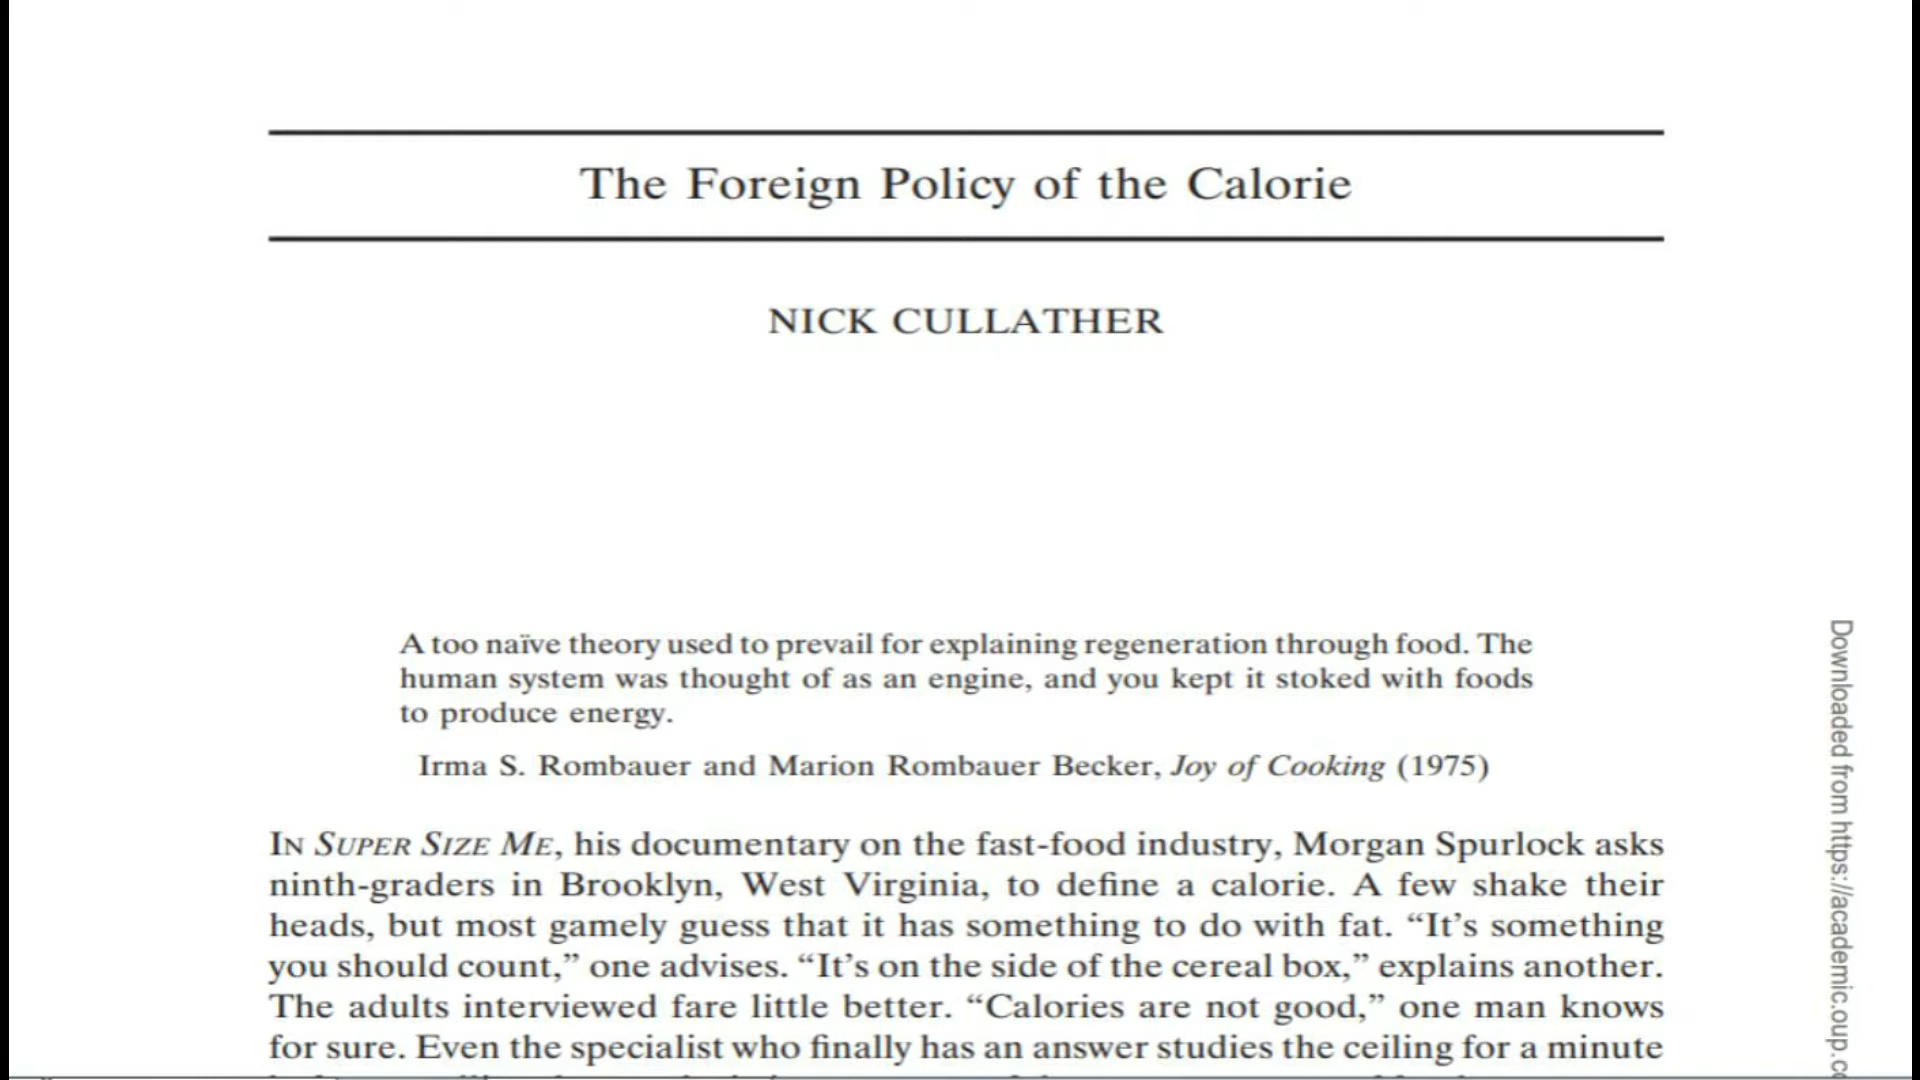 The Foreign Policy of the Calorie
NICK CULLATHER
A too naïve theory used to prevail for explaining regeneration through food. The
human system was thought of as an engine, and you kept it stoked with foods
to produce energy.
Irma S. Rombauer and Marion Rombauer Becker, Joy of Cooking (1975)
IN SUPER SIZE ME, his documentary on the fast-food industry, Morgan Spurlock asks
ninth-graders in Brooklyn, West Virginia, to define a calorie. A few shake their
heads, but most gamely guess that it has something to do with fat. “It’s something
you should count,” one advises. “It’s on the side of the cereal box,” explains another.
The adults interviewed fare little better. “Calories are not good,” one man knows
for sure. Even the specialist who finally has an answer studies the ceiling for a minute
Downloaded from https://academic.oup.c